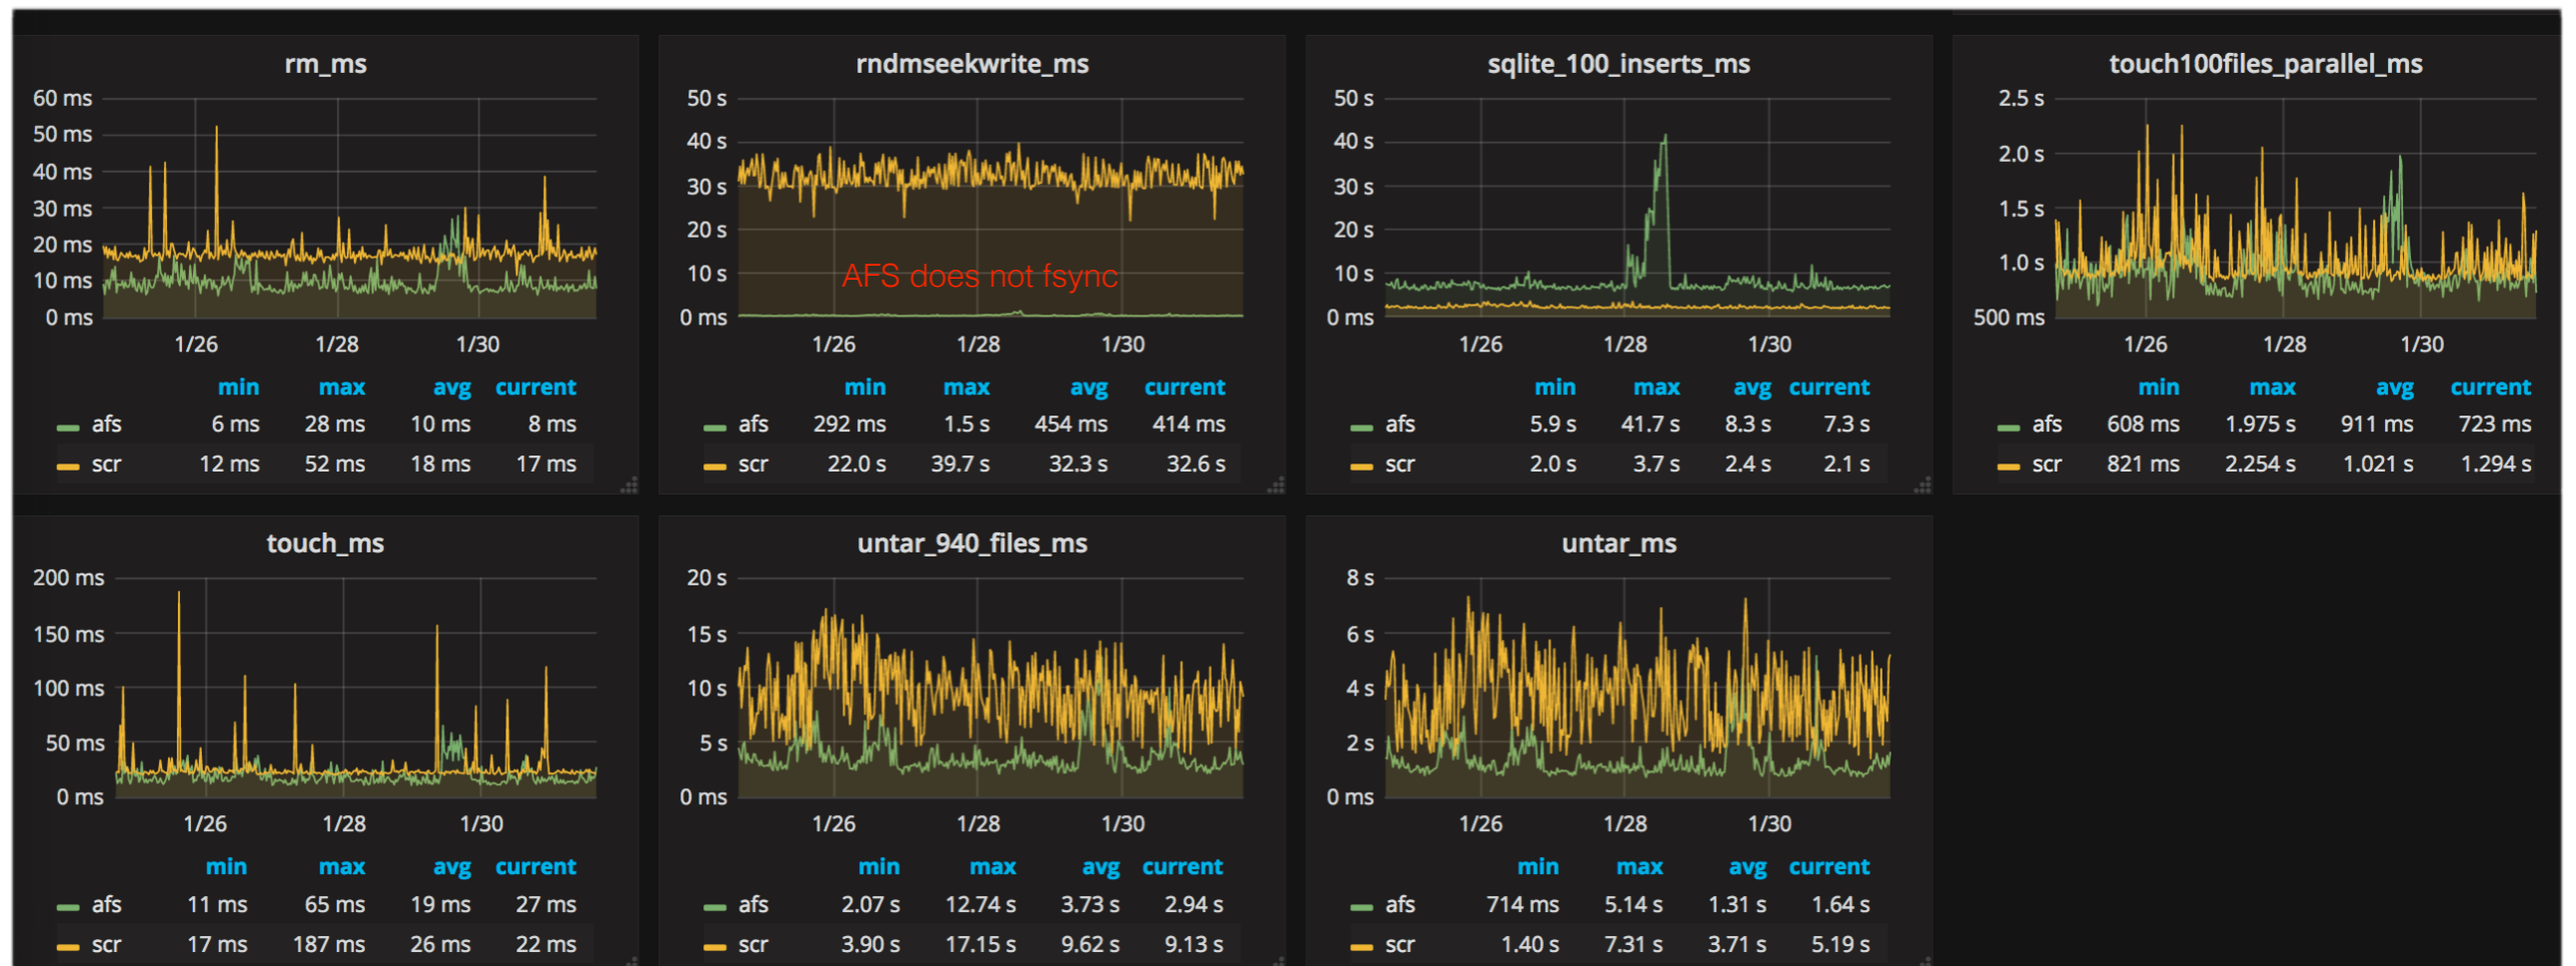 rm_ms
60 ms
50 ms
40 ms
30 ms
20 ms
10 ms
0 ms
1/26 1/28 1/30
min max avg current
afs 6 ms 28 ms 10 ms 8 ms
scr 12 ms 52 ms 18 ms 17 ms
rndmseekwrite_ms
50 s
40 s
30 s
20 s
10 s
0 ms
AFS does not fsync
1/26 1/28 1/30
min max avg current
afs 292 ms 1.5 s 454 ms 414 ms
scr 22.0 s 39.7 s 32.3 s 32.6 s
sqlite_100_inserts_ms
50 s
40 s
30 s
20 s
10 s
0 ms
1/26 1/28 1/30
min max avg current
afs 5.9 s 41.7 s 8.3 s 7.3 s
scr 2.0 s 3.7 s 2.4 s 2.1 s
touch100files_parallel_ms
2.5 s
2.0 s
1.5 s
1.0 s
500 ms
1/26 1/28 1/30
min max avg current
afs 608 ms 1.975 s 911 ms 723 ms
scr 821 ms 2.254 s 1.021 s 1.294 s
touch_ms
200 ms
150 ms
100 ms
50 ms
0 ms
1/26 1/28 1/30
min max avg current
afs 11 ms 65 ms 19 ms 27 ms
scr 17 ms 187 ms 26 ms 22 ms
untar_940_files_ms
20 s
15 s
10 s
5 s
0 ms
1/26 1/28 1/30
min max avg current
afs 2.07 s 12.74 s 3.73 s 2.94 s
scr 3.90 s 17.15 s 9.62 s 9.13 s
untar_ms
8 s
6 s
4 s
2 s
0 ms
1/26 1/28 1/30
min max avg current
afs 714 ms 5.14 s 1.31 s 1.64 s
scr 1.40 s 7.31 s 3.71 s 5.19 s